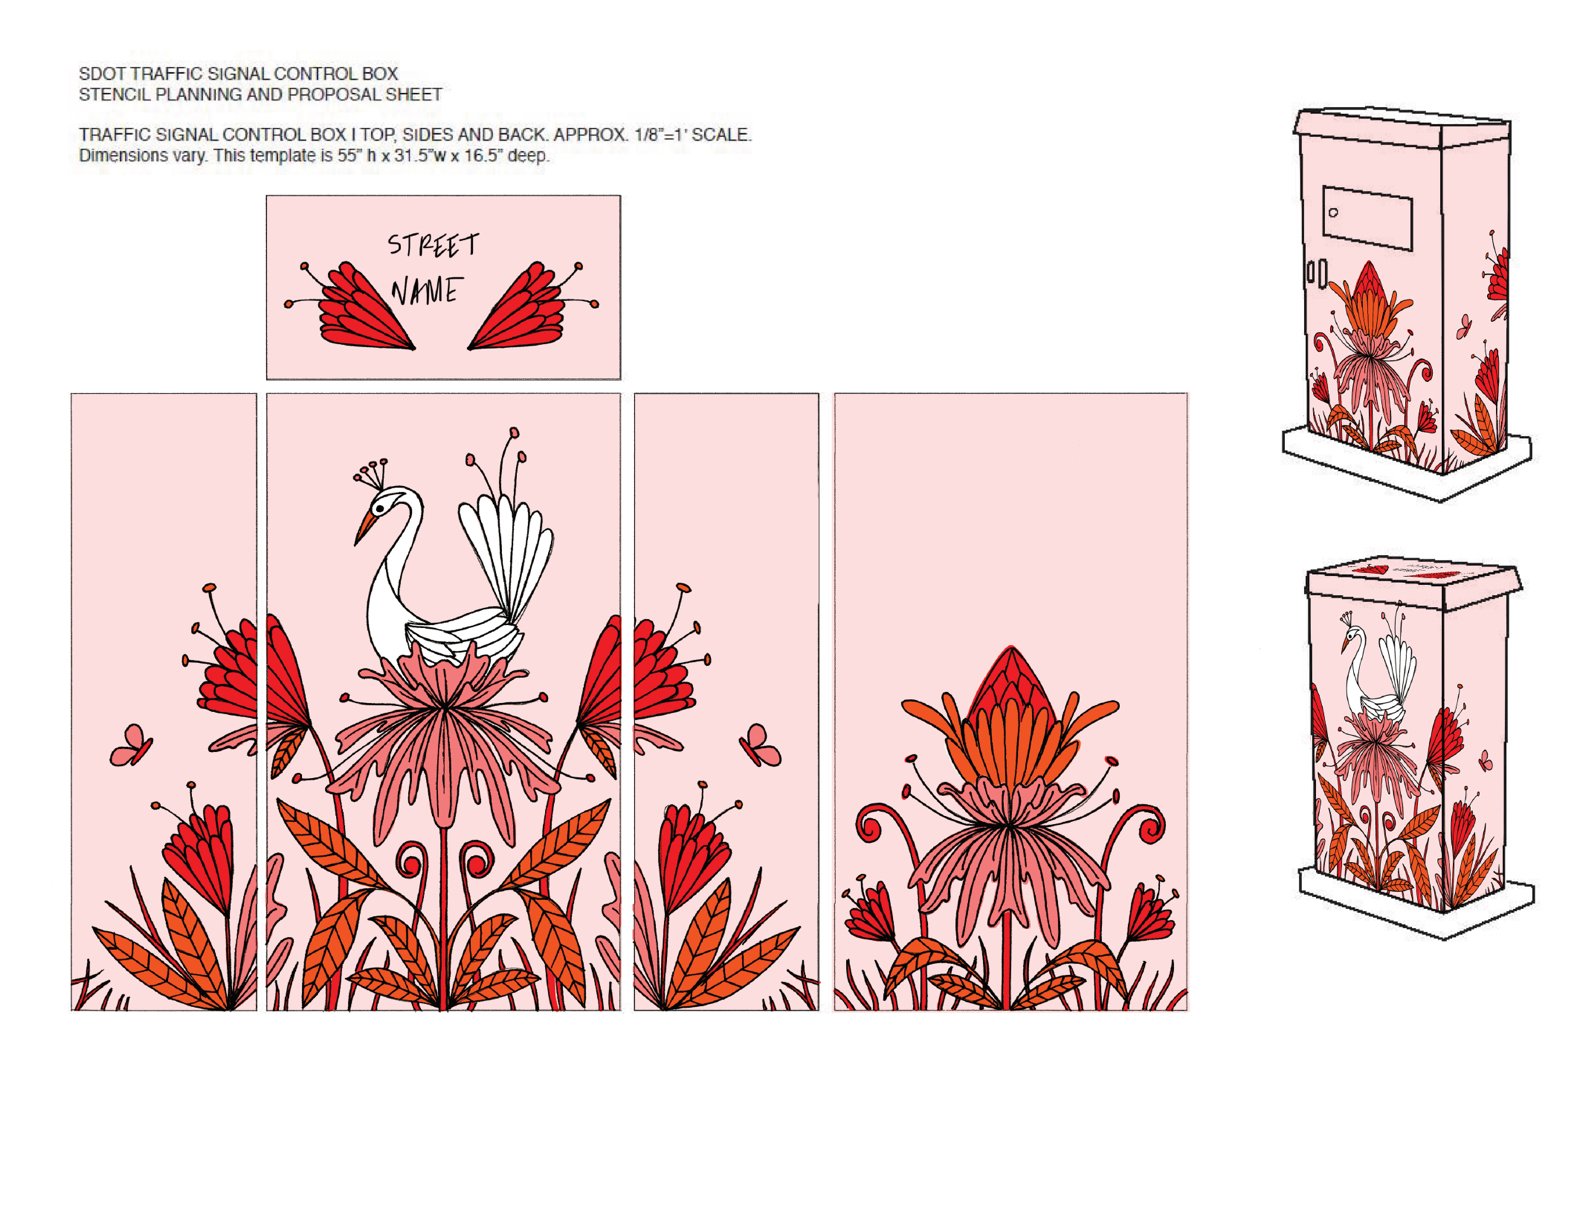 SDOT TRAFFIC SIGNAL CONTROL BOX
STENCIL PLANNING AND PROPOSAL SHEET
TRAFFIC SIGNAL CONTROL BOX I TOP, SIDES AND BACK. APPROX. 1/8"=1' SCALE.
Dimensions vary. This template is 55" h x 31.5"w x 16.5" deep.
STREET
NAME